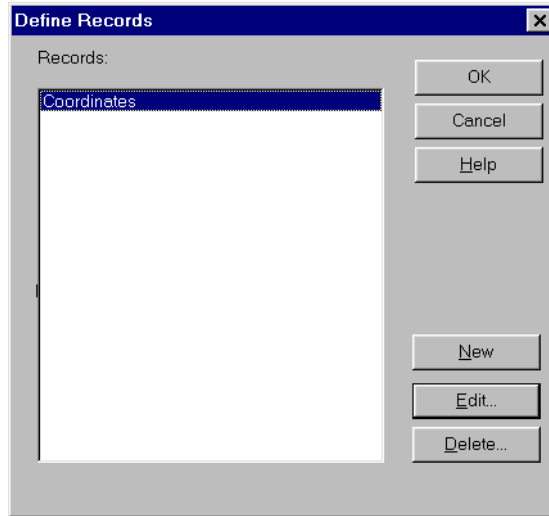 Define Records
Records:
Coordinates
OK
Cancel
Help
New
Edit...
Delete...